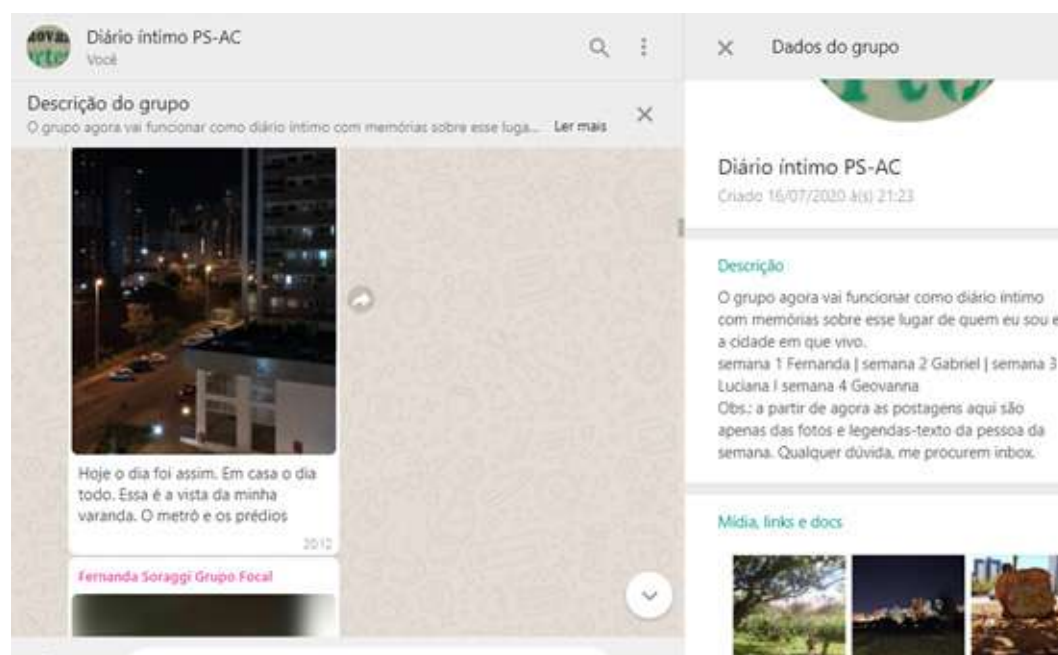 Diário íntimo PS-AC
Você
Descrição do grupo
O grupo agora vai funcionar como diário íntimo com memórias sobre esse luga... Ler mais
Hoje o dia foi assim. Em casa o dia
todo. Essa é a vista da minha
varanda. O metrô e os prédios
20:12
Fernanda Soraggi Grupo Focal
Dados do grupo
Diário íntimo PS-AC
Criado 16/07/2020 à(s) 21:23
Descrição
O grupo agora vai funcionar como diário íntimo
com memórias sobre esse lugar de quem eu sou e
a cidade em que vivo.
semana 1 Fernanda | semana 2 Gabriel | semana 3
Luciana I semana 4 Geovanna
Obs.: a partir de agora as postagens aqui são
apenas das fotos e legendas-texto da pessoa da
semana. Qualquer dúvida, me procurem inbox.
Mídia, links e docs